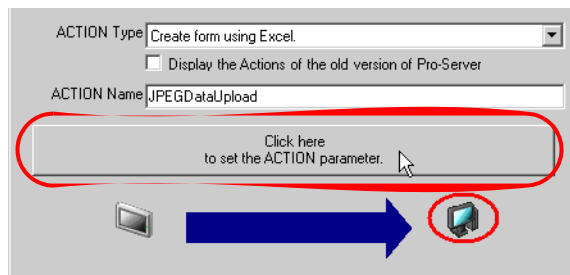 ACTION Type Create form using Excel.
Display the Actions of the old version of Pro-Server
ACTION Name JPEGDataUpload
Click here
to set the ACTION parameter.